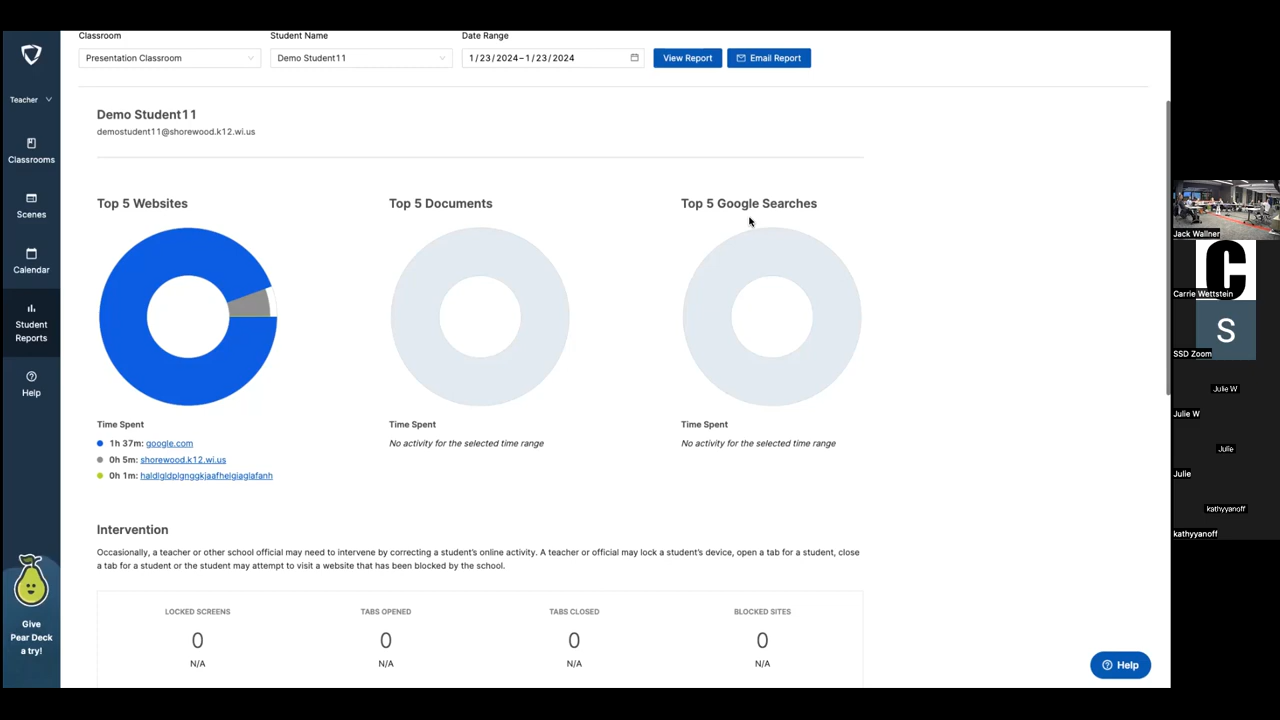 Classroom
Student Name
Date Range
Presentation Classroom
Demo Student11
1/23/2024–1/23/2024
View Report
Email Report
Teacher
Classrooms
Scenes
Calendar
Student
Reports
Help
Give
Pear Deck
a try!
Demo Student11
demostudent11@shorewood.k12.wi.us
Top 5 Websites
Top 5 Documents
Top 5 Google Searches
Time Spent
1h 37m: google.com
0h 5m: shorewood.k12.wi.us
0h 1m: haldlgldplgnggkjaafhelgiaglafanh
Time Spent
No activity for the selected time range
Time Spent
No activity for the selected time range
Intervention
Occasionally, a teacher or other school official may need to intervene by correcting a student's online activity. A teacher or official may lock a student's device, open a tab for a student, close
a tab for a student or the student may attempt to visit a website that has been blocked by the school.
LOCKED SCREENS
TABS OPENED
TABS CLOSED
BLOCKED SITES
0
0
0
0
N/A
N/A
N/A
N/A
Help
Jack Wallner
C
Carrie Wettstein
S
SSD Zoom
Julie W
Julie W
Julie
Julie
kathyyanoff
kathyyanoff